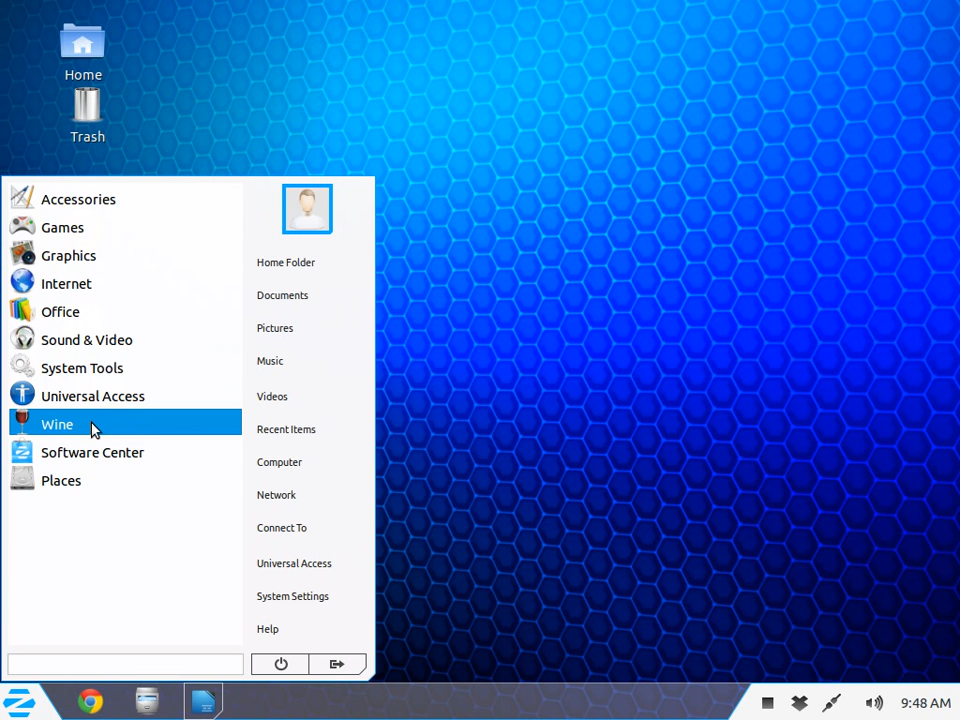 Home
Trash
Accessories
Games
Graphics
Internet
Office
Sound & Video
System Tools
Universal Access
Wine
Software Center
Places
Home Folder
Documents
Pictures
Music
Videos
Recent Items
Computer
Network
Connect To
Universal Access
System Settings
Help
9:48 AM